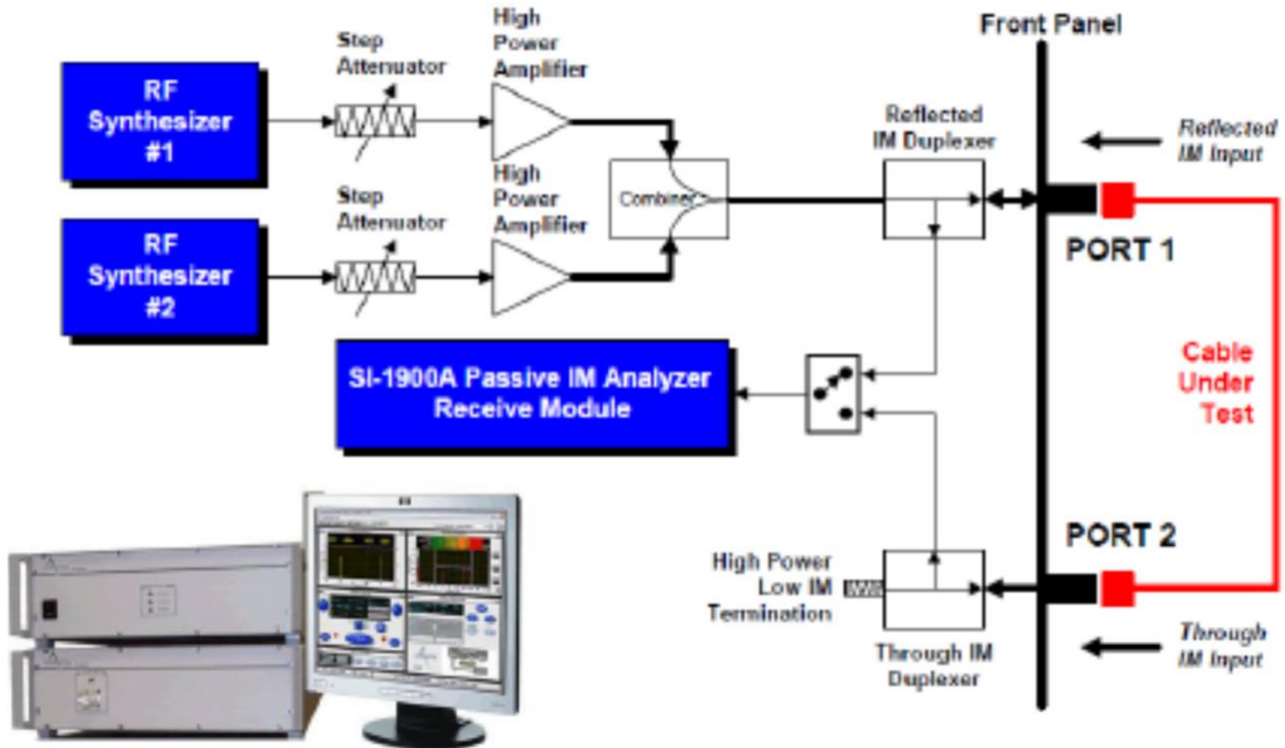 Front Panel
Step
Attenuator
High
Power
Amplifier
RF
Synthesizer
#1
Reflected
IM Duplexer
Reflected
IM Input
Combiner
PORT 1
Step
Attenuator
High
Power
Amplifier
RF
Synthesizer
#2
SI-1900A Passive IM Analyzer
Receive Module
Cable
Under
Test
PORT 2
High Power
Low IM
Termination
Through IM
Duplexer
Through
IM Input